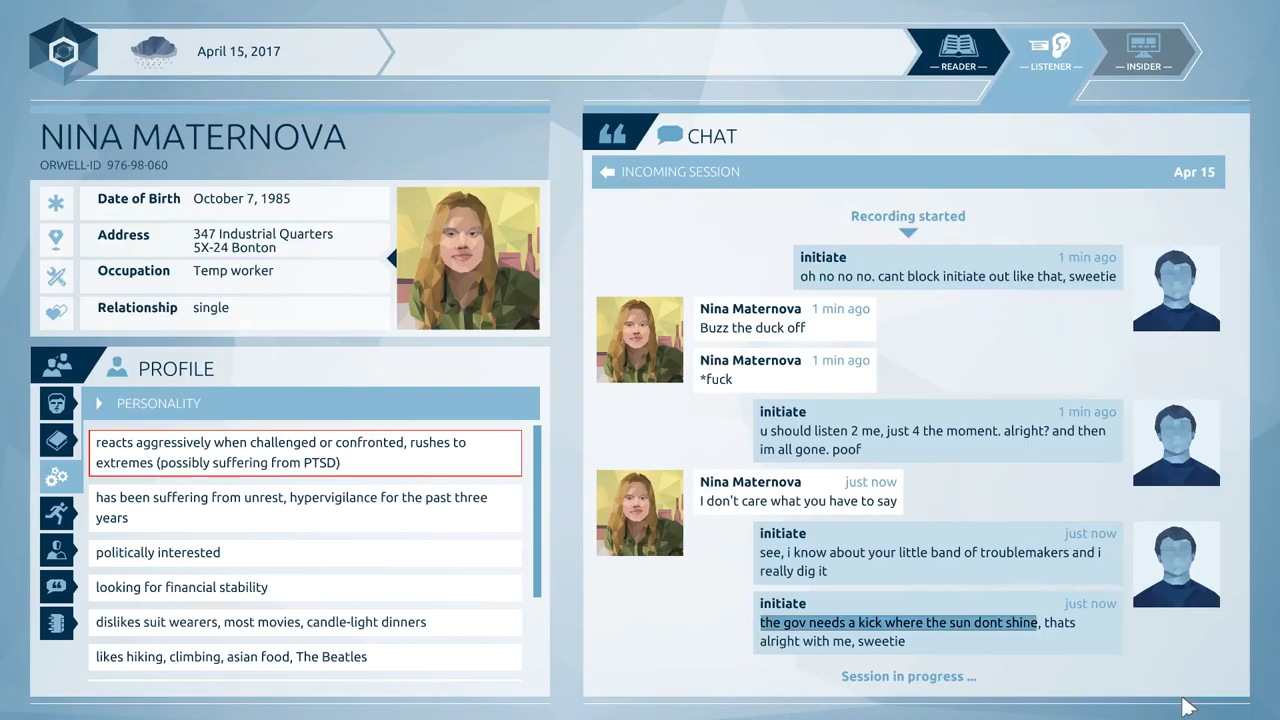 April 15, 2017
— READER —
— LISTENER —
— INSIDER —
NINA MATERNOVA
ORWELL-ID 976-98-060
Date of Birth October 7, 1985
Address 347 Industrial Quarters
5X-24 Bonton
Occupation Temp worker
Relationship single
PROFILE
PERSONALITY
reacts aggressively when challenged or confronted, rushes to
extremes (possibly suffering from PTSD)
has been suffering from unrest, hypervigilance for the past three
years
politically interested
looking for financial stability
dislikes suit wearers, most movies, candle-light dinners
likes hiking, climbing, asian food, The Beatles
CHAT
INCOMING SESSION Apr 15
Recording started
initiate 1 min ago
oh no no no. cant block initiate out like that, sweetie
Nina Maternova 1 min ago
Buzz the duck off
Nina Maternova 1 min ago
*fuck
initiate 1 min ago
u should listen 2 me, just 4 the moment. alright? and then
im all gone. poof
Nina Maternova just now
I don't care what you have to say
initiate just now
see, i know about your little band of troublemakers and i
really dig it
initiate just now
the gov needs a kick where the sun dont shine, thats
alright with me, sweetie
Session in progress ...